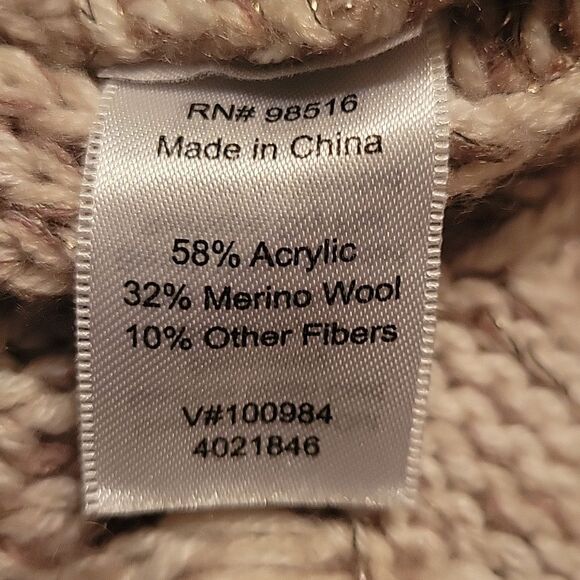 RN# 98516
Made in China
58% Acrylic
32% Merino Wool
10% Other Fibers
V#100984
4021846